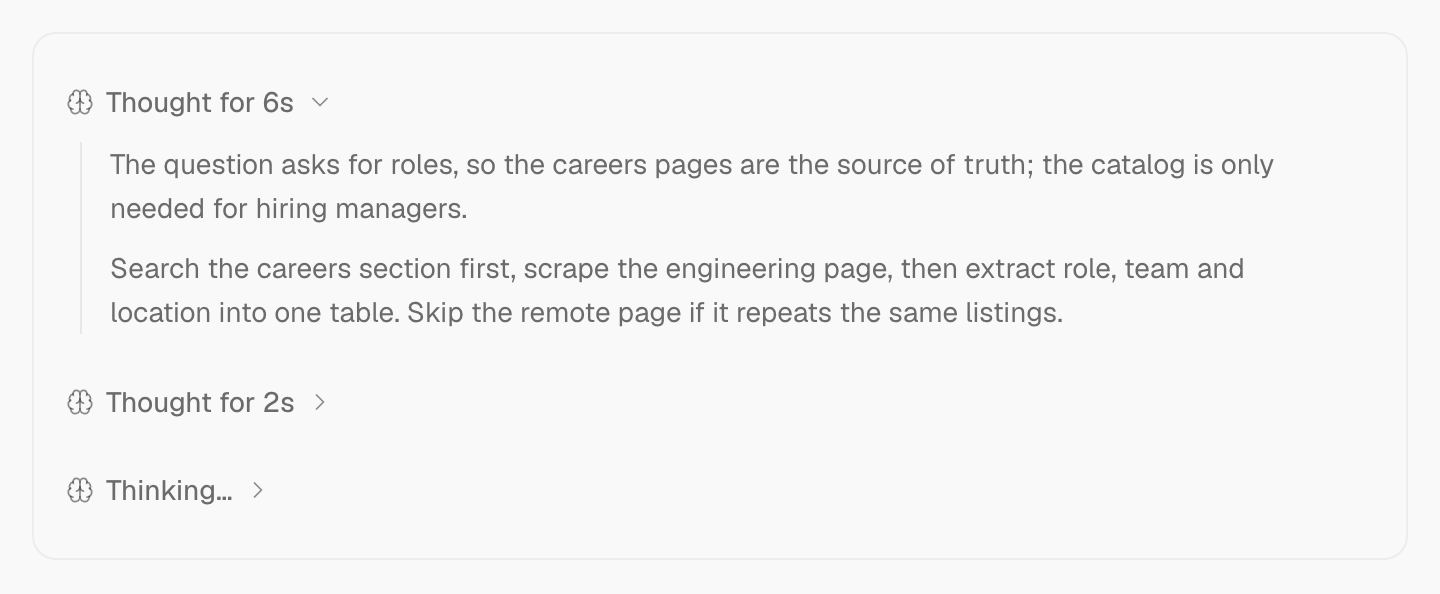 Thought for 6s
The question asks for roles, so the careers pages are the source of truth; the catalog is only
needed for hiring managers.
Search the careers section first, scrape the engineering page, then extract role, team and
location into one table. Skip the remote page if it repeats the same listings.
Thought for 2s
Thinking…